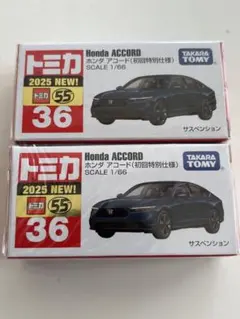 トミカ
2025 NEW!
トミカ 55
36
Honda ACCORD
ホンダ アコード(初回特別仕様)
SCALE 1/66
TAKARA TOMY
サスペンション
トミカ
2025 NEW!
トミカ 55
36
Honda ACCORD
ホンダ アコード(初回特別仕様)
SCALE 1/66
TAKARA TOMY
サスペンション